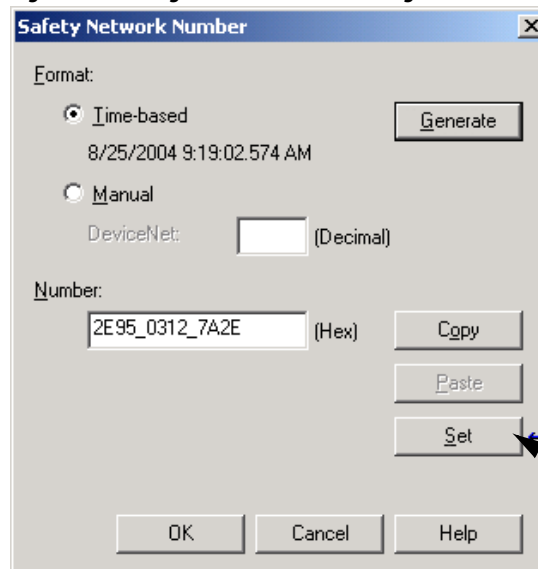 Safety Network Number
Format:
Time-based
Generate
8/25/2004 9:19:02.574 AM
Manual
DeviceNet:
(Decimal)
Number:
2E95_0312_7A2E
(Hex)
Copy
Paste
Set
OK
Cancel
Help